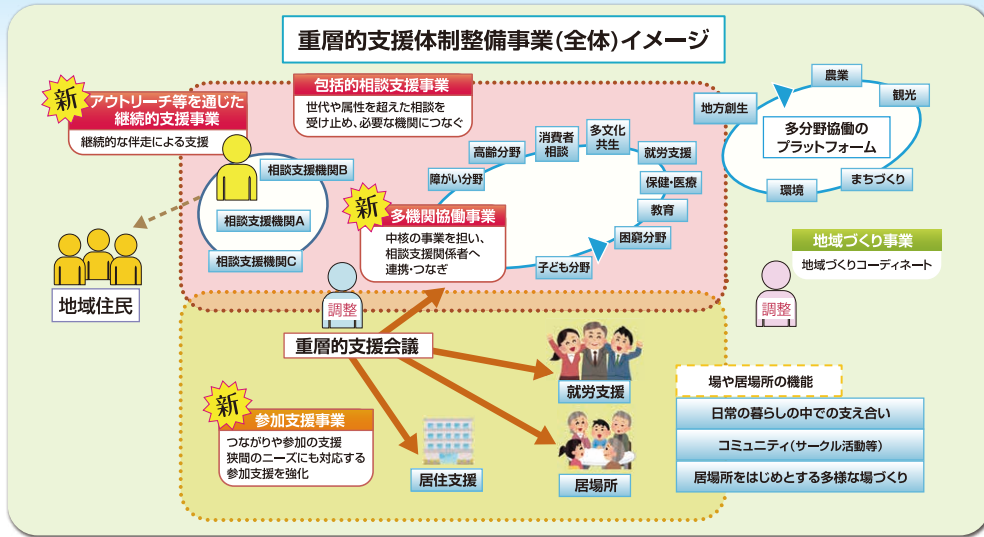 重層的支援体制整備事業(全体)イメージ
新
アウトリーチ等を通じた
継続的支援事業
継続的な伴走による支援
包括的相談支援事業
世代や属性を超えた相談を
受け止め、必要な機関につなぐ
相談支援機関B
相談支援機関A
相談支援機関C
地域住民
障がい分野
高齢分野
消費者
相談
多文化
共生
就労支援
保健・医療
教育
困窮分野
子ども分野
新
多機関協働事業
中核の事業を担い、
相談支援関係者へ
連携・つなぎ
地方創生
農業
観光
多分野協働の
プラットフォーム
環境
まちづくり
地域づくり事業
地域づくりコーディネート
調整
調整
重層的支援会議
新
参加支援事業
つながりや参加の支援
狭間のニーズにも対応する
参加支援を強化
就労支援
居住支援
居場所
場や居場所の機能
日常の暮らしの中での支え合い
コミュニティ(サークル活動等)
居場所をはじめとする多様な場づくり